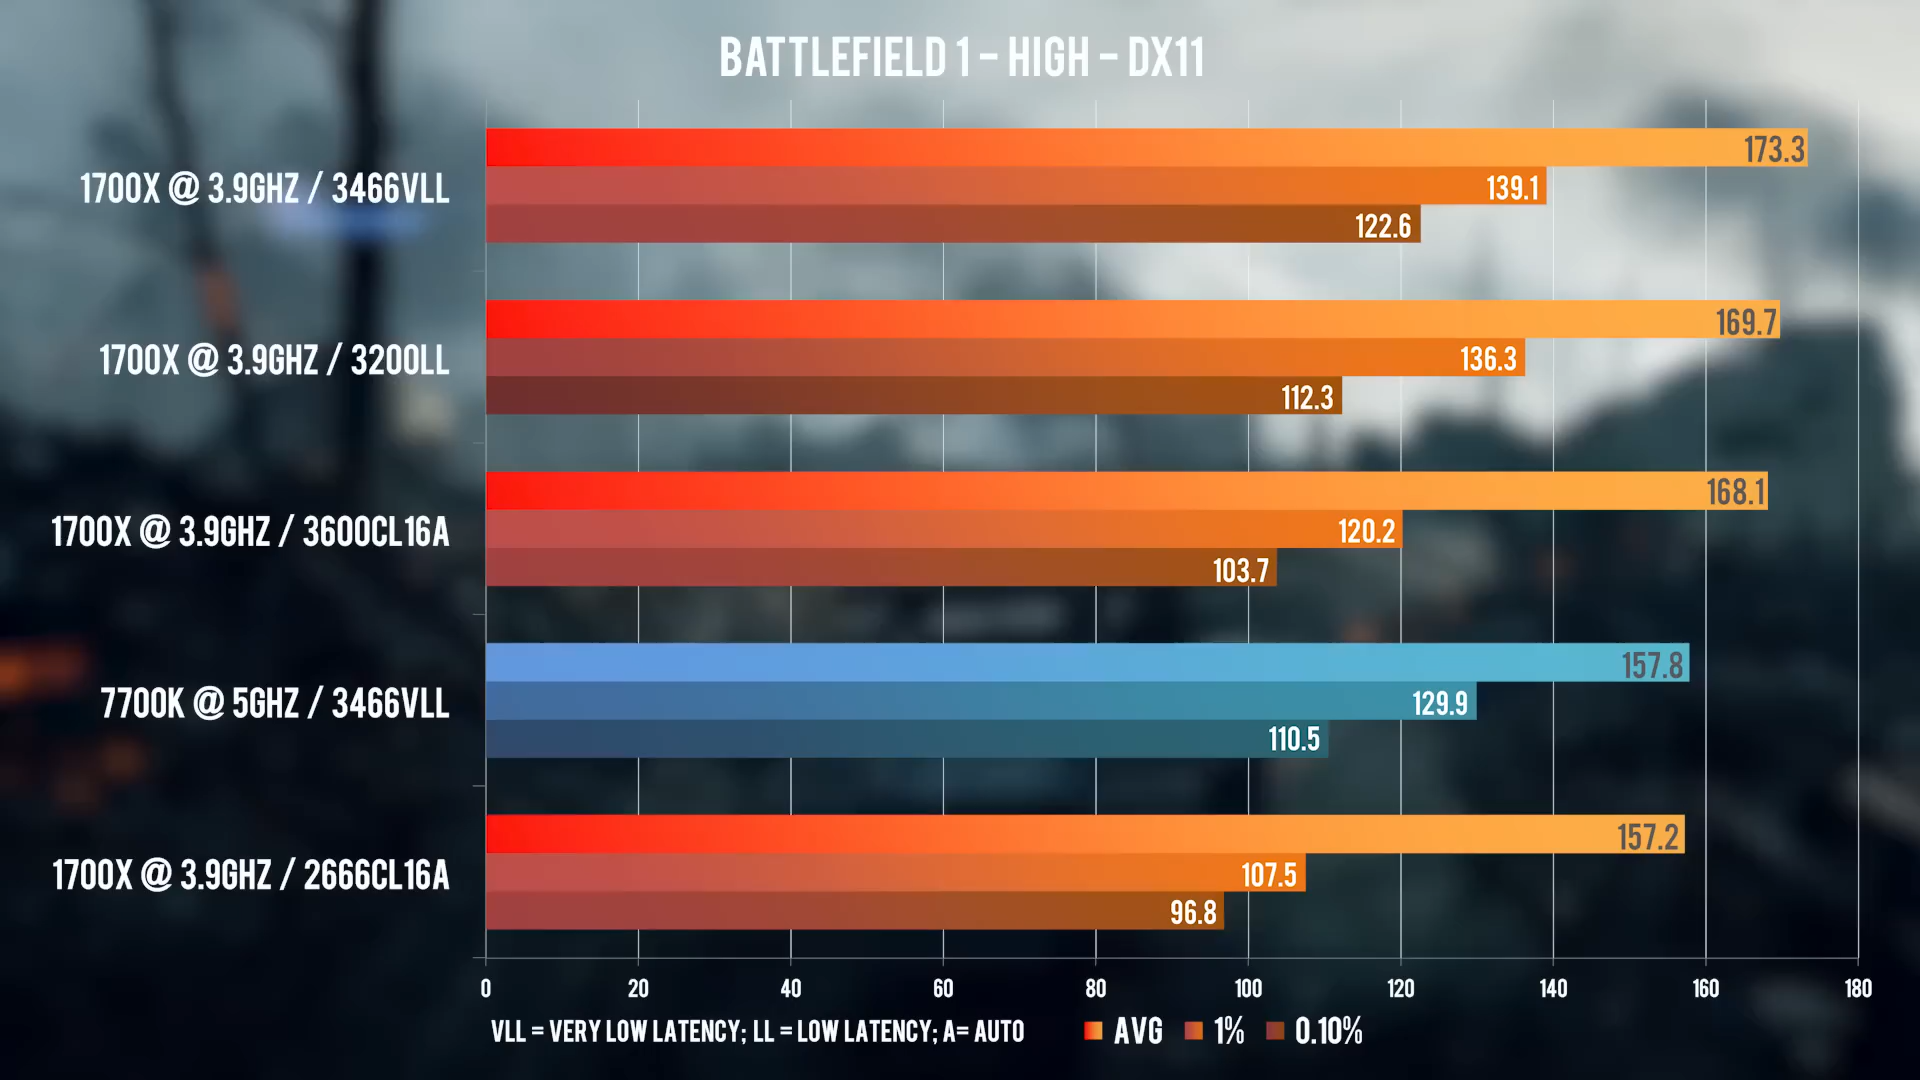 BATTLEFIELD 1 – HIGH – DX11
1700X @ 3.9GHZ / 3466VLL
173.3
139.1
122.6
1700X @ 3.9GHZ / 3200LL
169.7
136.3
112.3
1700X @ 3.9GHZ / 3600CL16A
168.1
120.2
103.7
7700K @ 5GHZ / 3466VLL
157.8
129.9
110.5
1700X @ 3.9GHZ / 2666CL16A
157.2
107.5
96.8
0 20 40 60 80 100 120 140 160 180
VLL = VERY LOW LATENCY; LL = LOW LATENCY; A= AUTO
AVG 1% 0.10%